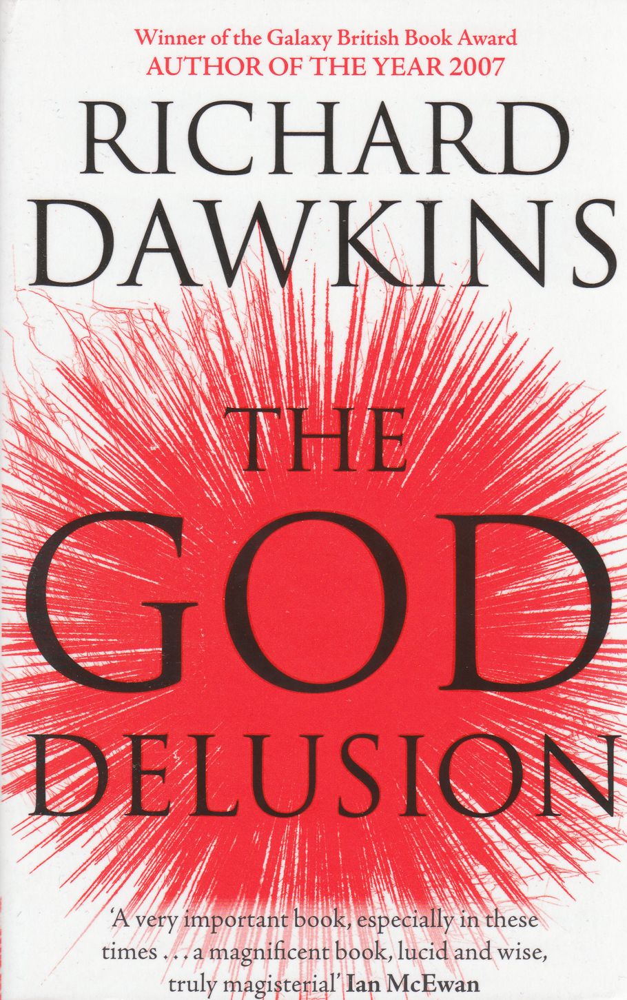 Winner of the Galaxy British Book Award
AUTHOR OF THE YEAR 2007
RICHARD
DAWKINS
THE
GOD
DELUSION
‘A very important book, especially in these
times . . . a magnificent book, lucid and wise,
truly magisterial’ Ian McEwan